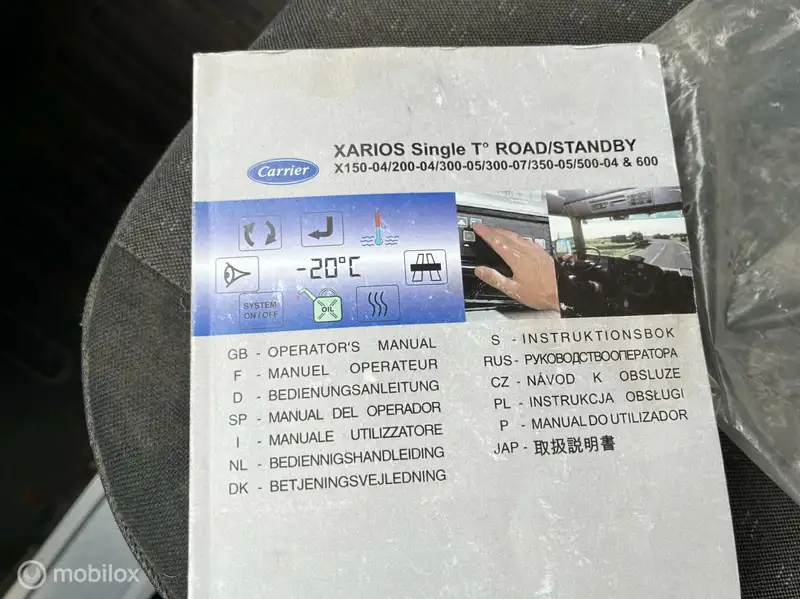 XARIOS Single T° ROAD/STANDBY
X150-04/200-04/300-05/300-07/350-05/500-04 & 600
Carrier
-20°C
SYSTEM
ON / OFF
OIL
GB - OPERATOR'S MANUAL
F - MANUEL OPERATEUR
D - BEDIENUNGSANLEITUNG
SP - MANUAL DEL OPERADOR
I - MANUALE UTILIZZATORE
NL - BEDIENNIGSHANDLEIDING
DK - BETJENINGSVEJLEDNING
S - INSTRUKTIONSBOK
RUS - РУКОВОДСТВООПЕРАТОРА
CZ - NÁVOD K OBSLUZE
PL - INSTRUKCJA OBSŁUGI
P - MANUAL DO UTILIZADOR
JAP - 取扱説明書
mobilox